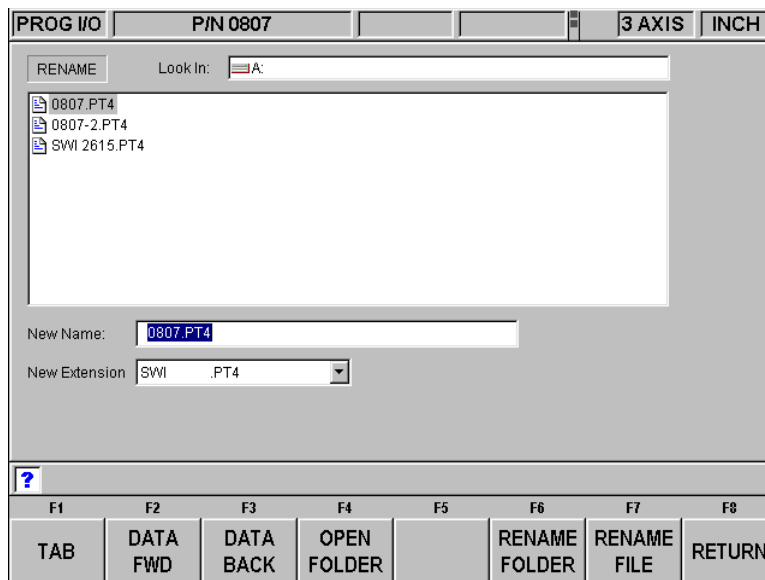 PROG I/O P/N 0807 3 AXIS INCH
RENAME Look In: A:
0807.PT4
0807-2.PT4
SWI 2615.PT4
New Name: 0807.PT4
New Extension SWI .PT4
?
F1 F2 F3 F4 F5 F6 F7 F8
TAB DATA FWD DATA BACK OPEN FOLDER RENAME FOLDER RENAME FILE RETURN